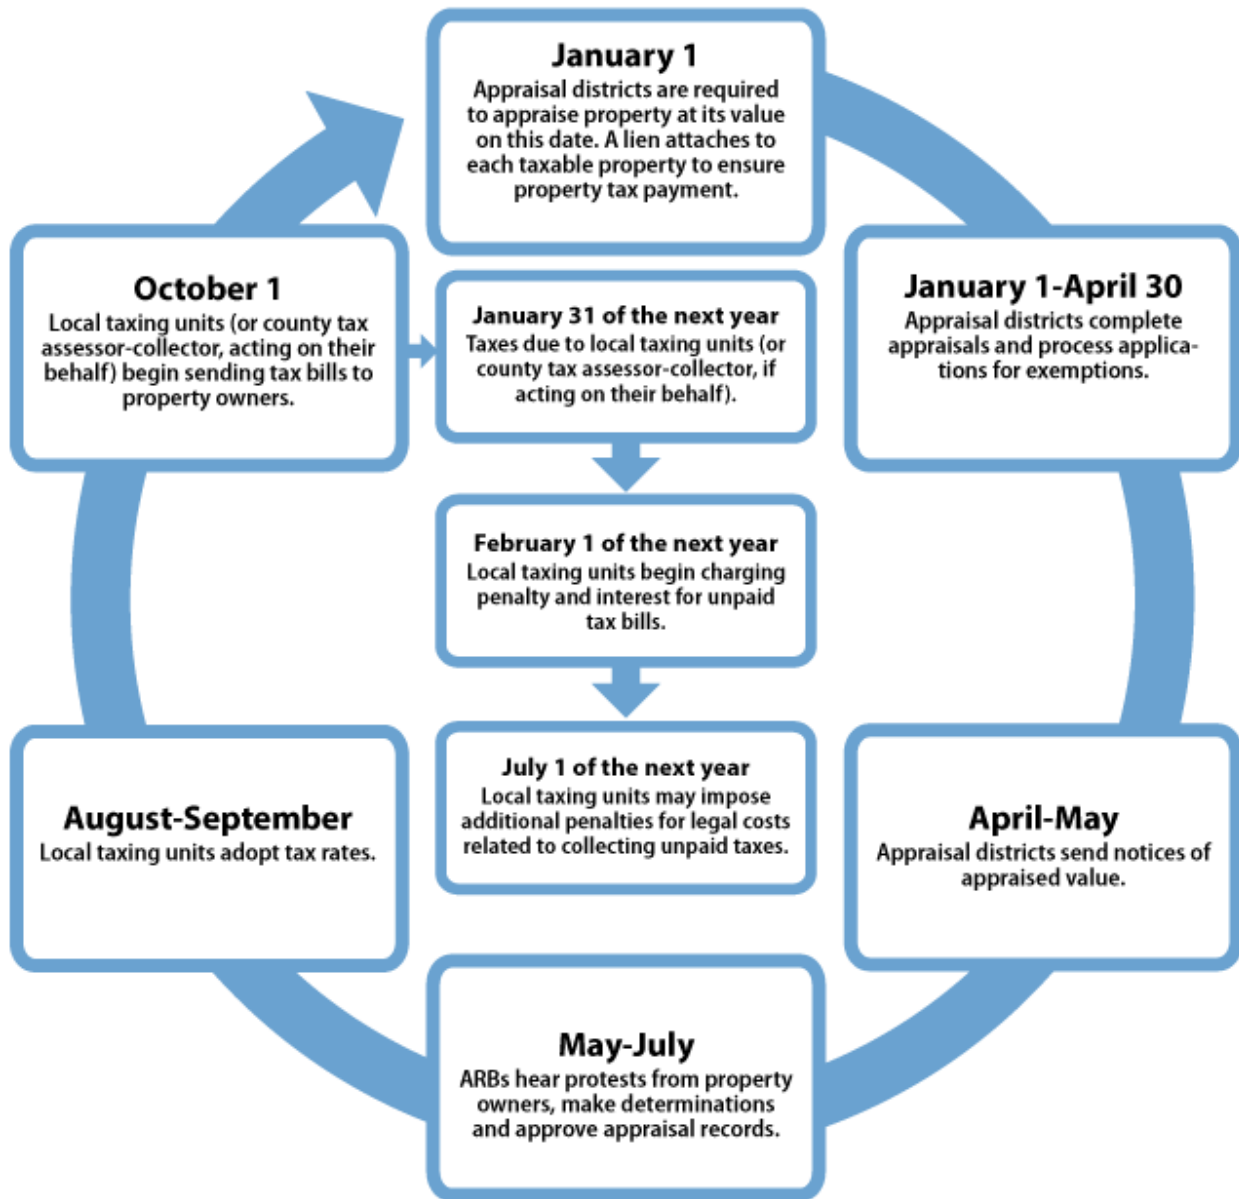 January 1
Appraisal districts are required
to appraise property at its value
on this date. A lien attaches to
each taxable property to ensure
property tax payment.
January 1-April 30
Appraisal districts complete
appraisals and process applica-
tions for exemptions.
April-May
Appraisal districts send notices of
appraised value.
May-July
ARBs hear protests from property
owners, make determinations
and approve appraisal records.
August-September
Local taxing units adopt tax rates.
October 1
Local taxing units (or county tax
assessor-collector, acting on their
behalf) begin sending tax bills to
property owners.
January 31 of the next year
Taxes due to local taxing units (or
county tax assessor-collector, if
acting on their behalf).
February 1 of the next year
Local taxing units begin charging
penalty and interest for unpaid
tax bills.
July 1 of the next year
Local taxing units may impose
additional penalties for legal costs
related to collecting unpaid taxes.